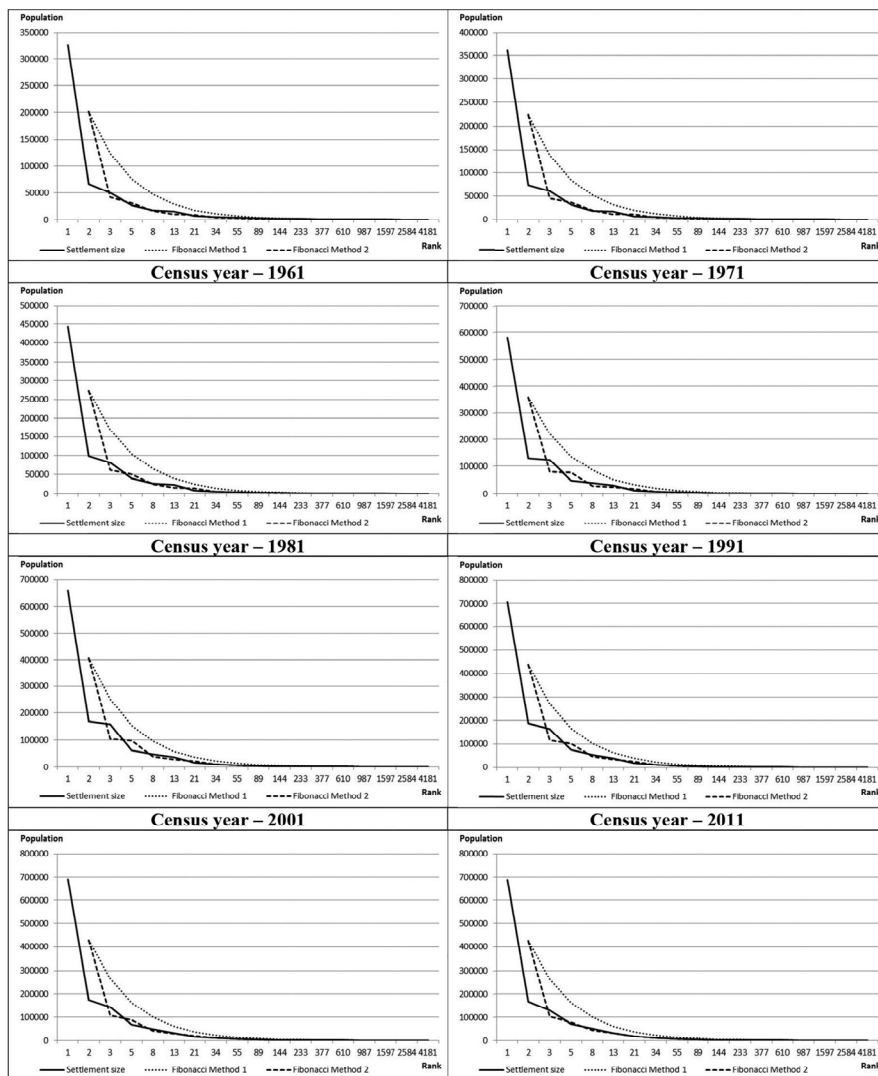 Population
350000
300000
250000
200000
150000
100000
50000
0
1 2 3 5 8 13 21 34 55 89 144 233 377 610 987 1597 2584 4181
Rank
Settlement size Fibonacci Method 1 Fibonacci Method 2
Population
400000
350000
300000
250000
200000
150000
100000
50000
0
1 2 3 5 8 13 21 34 55 89 144 233 377 610 987 1597 2584 4181
Rank
Settlement size Fibonacci Method 1 Fibonacci Method 2
Census year – 1961
Census year – 1971
Population
500000
450000
400000
350000
300000
250000
200000
150000
100000
50000
0
1 2 3 5 8 13 21 34 55 89 144 233 377 610 987 1597 2584 4181
Rank
Settlement size Fibonacci Method 1 Fibonacci Method 2
Population
700000
600000
500000
400000
300000
200000
100000
0
1 2 3 5 8 13 21 34 55 89 144 233 377 610 987 1597 2584 4181
Rank
Settlement size Fibonacci Method 1 Fibonacci Method 2
Census year – 1981
Census year – 1991
Population
700000
600000
500000
400000
300000
200000
100000
0
1 2 3 5 8 13 21 34 55 89 144 233 377 610 987 1597 2584 4181
Rank
Settlement size Fibonacci Method 1 Fibonacci Method 2
Population
800000
700000
600000
500000
400000
300000
200000
100000
0
1 2 3 5 8 13 21 34 55 89 144 233 377 610 987 1597 2584 4181
Rank
Settlement size Fibonacci Method 1 Fibonacci Method 2
Census year – 2001
Census year – 2011
Population
800000
700000
600000
500000
400000
300000
200000
100000
0
1 2 3 5 8 13 21 34 55 89 144 233 377 610 987 1597 2584 4181
Rank
Settlement size Fibonacci Method 1 Fibonacci Method 2
Population
800000
700000
600000
500000
400000
300000
200000
100000
0
1 2 3 5 8 13 21 34 55 89 144 233 377 610 987 1597 2584 4181
Rank
Settlement size Fibonacci Method 1 Fibonacci Method 2